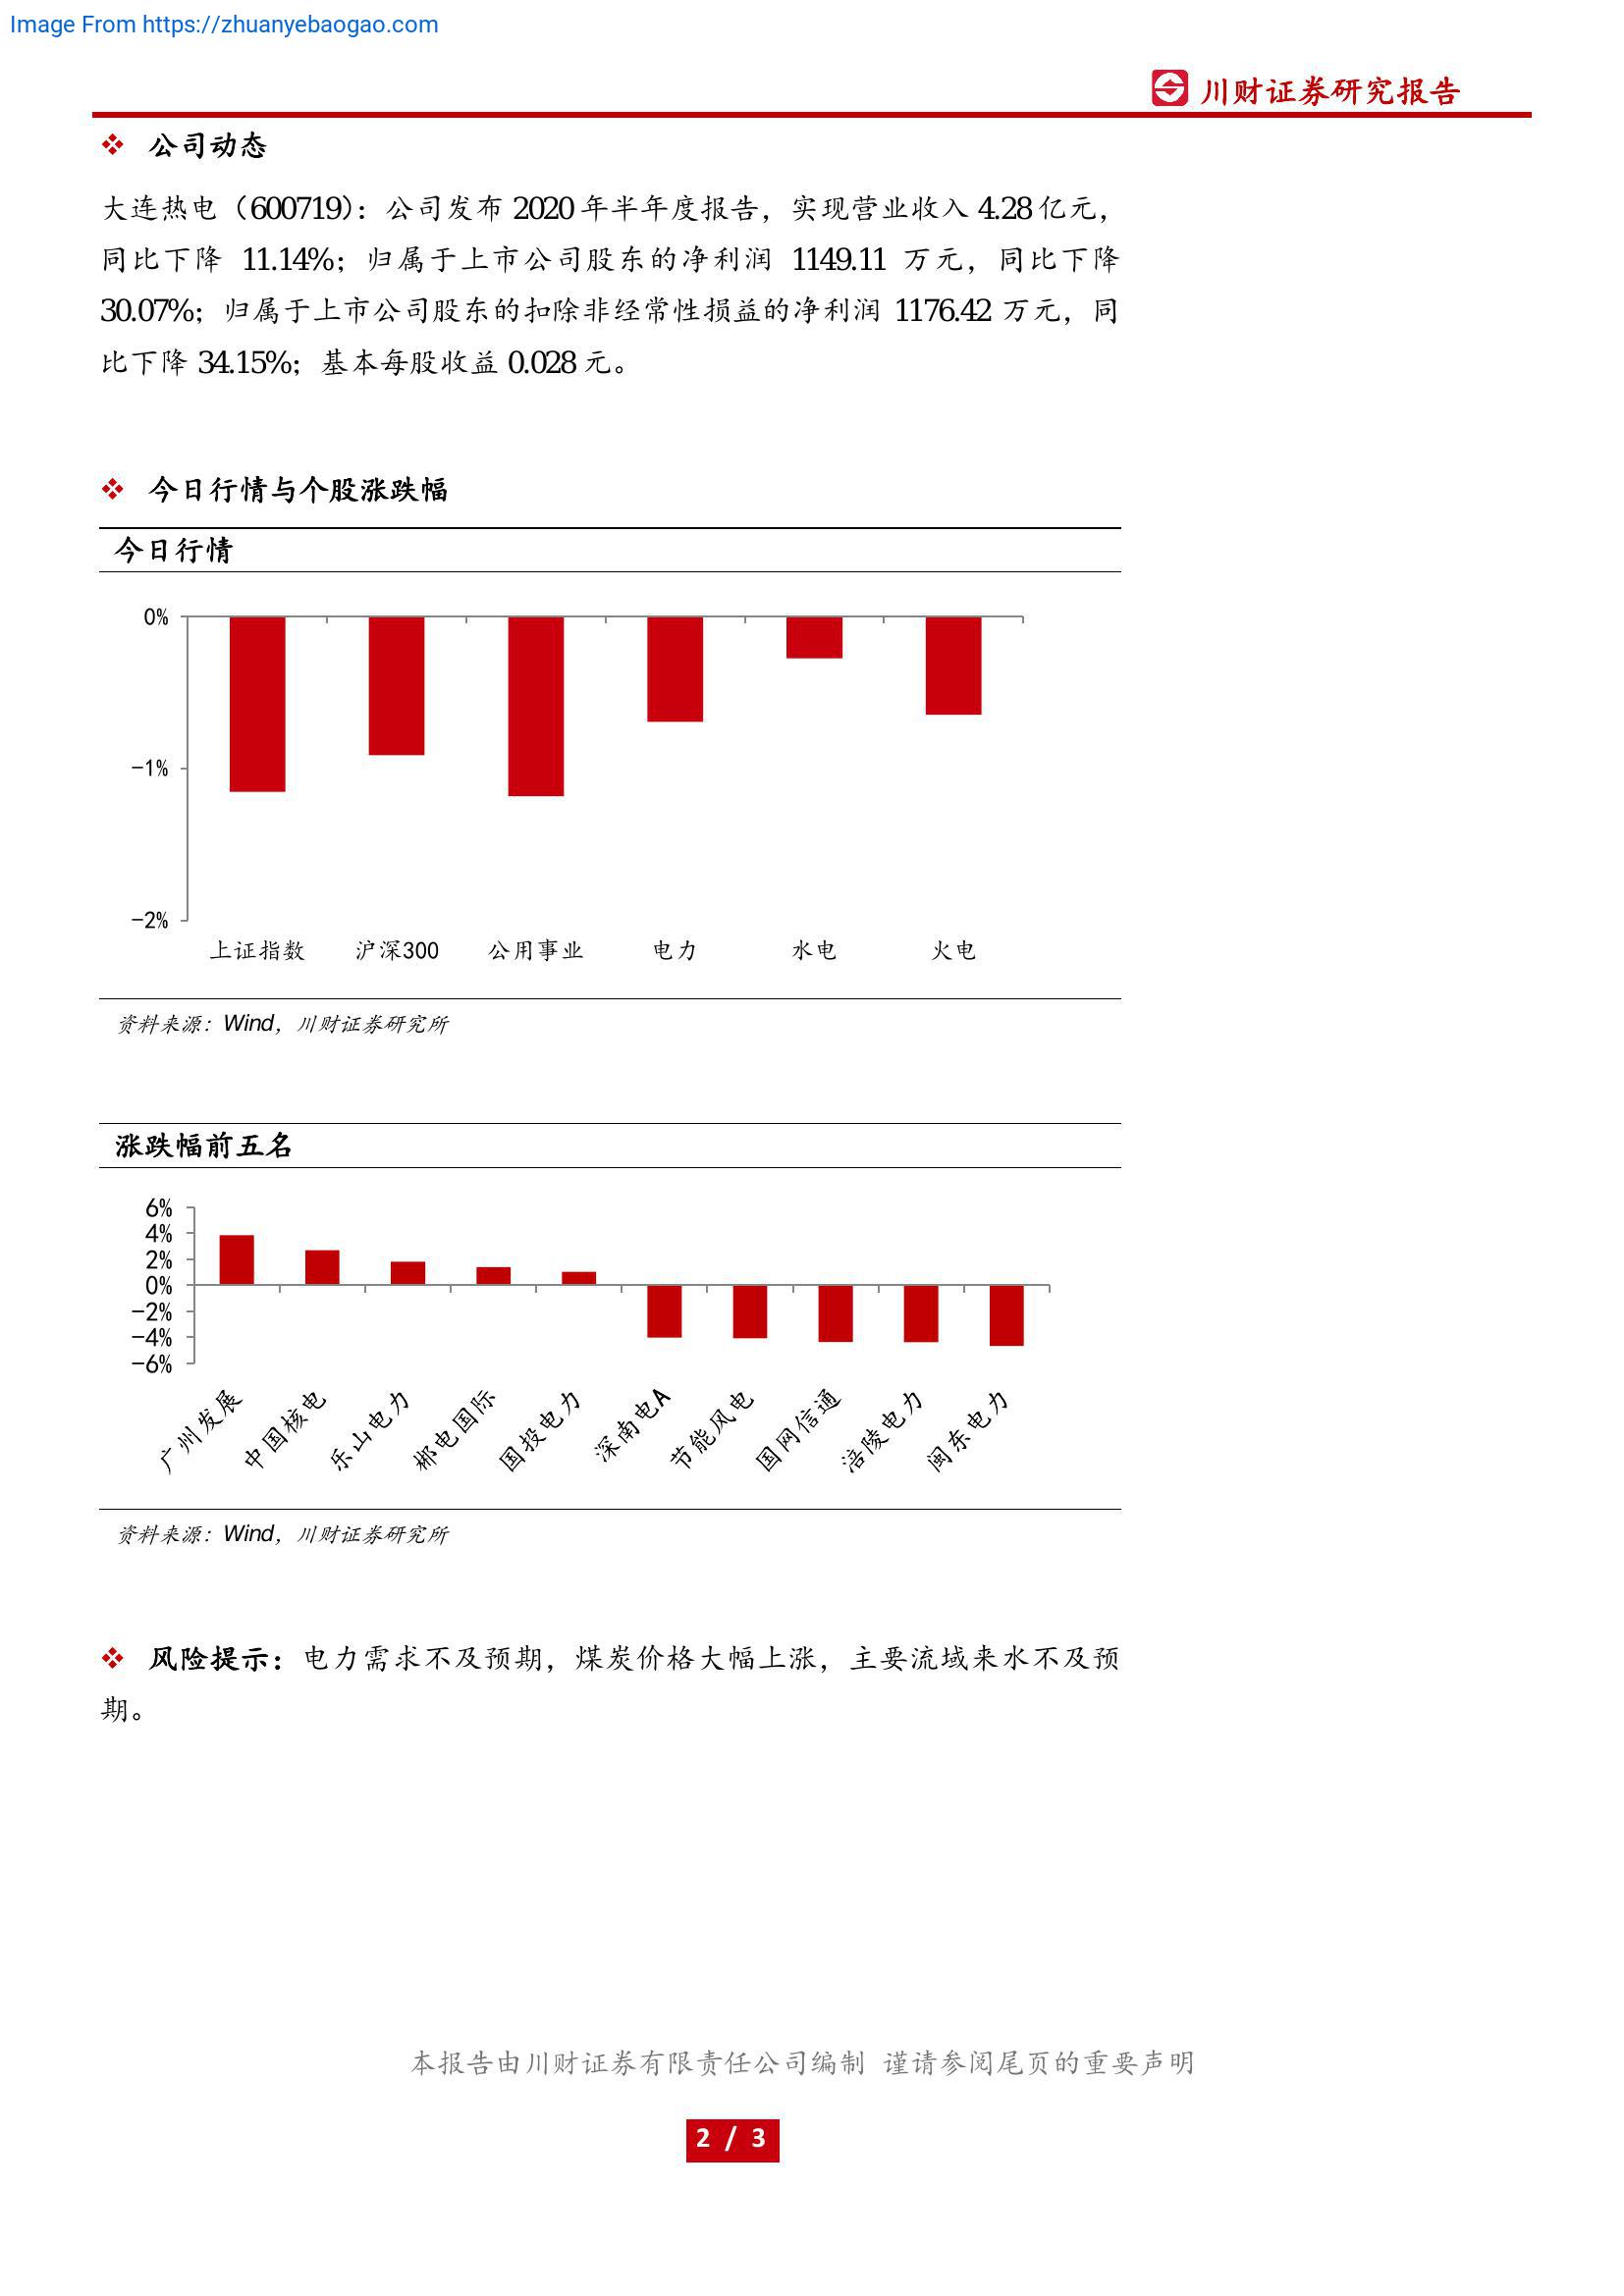 Image From https://zhuanyebaogao.com
川财证券研究报告
公司动态
大连热电（600719）：公司发布 2020 年半年度报告，实现营业收入 4.28 亿元，
同比下降 11.14%；归属于上市公司股东的净利润 1149.11 万元，同比下降
30.07%；归属于上市公司股东的扣除非经常性损益的净利润 1176.42 万元，同
比下降 34.15%；基本每股收益 0.028 元。
今日行情与个股涨跌幅
今日行情
0%
-1%
-2%
上证指数 沪深300 公用事业 电力 水电 火电
资料来源：Wind，川财证券研究所
涨跌幅前五名
6%
4%
2%
0%
-2%
-4%
-6%
广州发展 中国核电 乐山电力 郴电国际 国投电力 深南电A 节能风电 国网信通 涪陵电力 闽东电力
资料来源：Wind，川财证券研究所
风险提示：电力需求不及预期，煤炭价格大幅上涨，主要流域来水不及预
期。
本报告由川财证券有限责任公司编制 谨请参阅尾页的重要声明
2 / 3